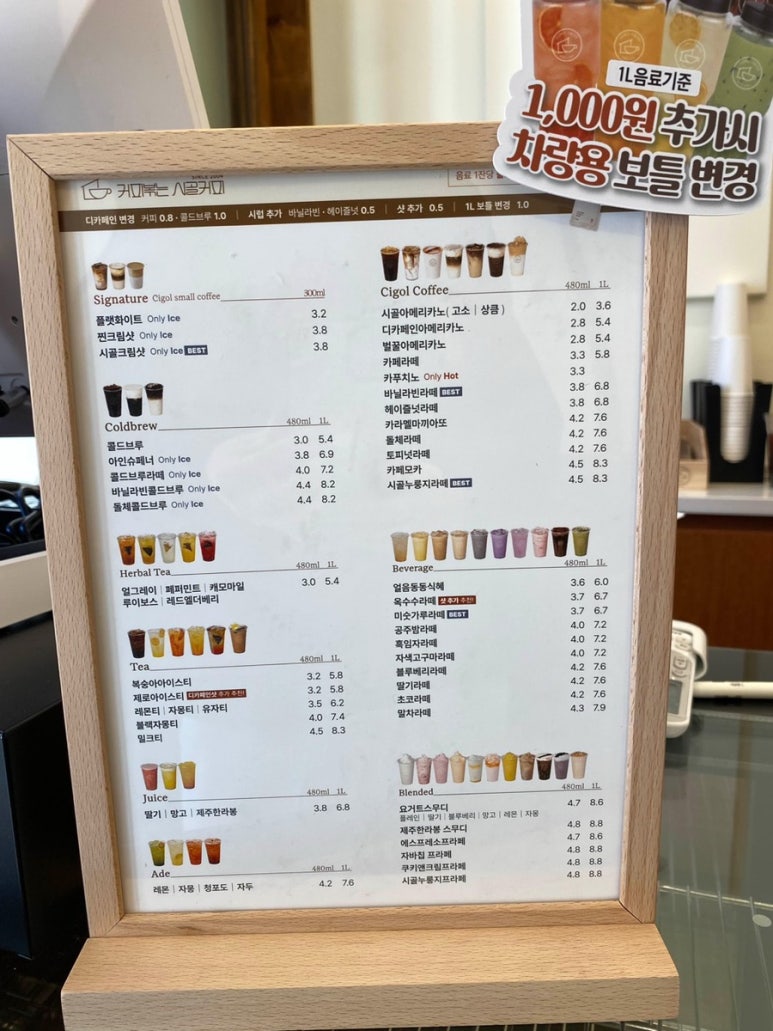 1L음료기준
1,000원 추가시
차량용 보틀 변경
SINCE 2004
커피볶는 시골커피
음료 1잔당
디카페인 변경 커피 0.8 · 콜드브루 1.0 | 시럽 추가 바닐라빈 · 헤이즐넛 0.5 | 샷 추가 0.5 | 1L 보틀 변경 1.0
Signature Cigol small coffee 300ml
플랫화이트 Only Ice 3.2
찐크림샷 Only Ice 3.8
시골크림샷 Only Ice BEST 3.8
Coldbrew 480ml 1L
콜드브루 3.0 5.4
아인슈페너 Only Ice 3.8 6.9
콜드브루라떼 Only Ice 4.0 7.2
바닐라빈콜드브루 Only Ice 4.4 8.2
돌체콜드브루 Only Ice 4.4 8.2
Herbal Tea 480ml 1L
얼그레이 | 페퍼민트 | 캐모마일 3.0 5.4
루이보스 | 레드엘더베리
Tea 480ml 1L
복숭아아이스티 3.2 5.8
제로아이스티 디카페인샷 추가 추천! 3.2 5.8
레몬티 | 자몽티 | 유자티 3.5 6.2
블랙자몽티 4.0 7.4
밀크티 4.5 8.3
Juice 480ml 1L
딸기 | 망고 | 제주한라봉 3.8 6.8
Ade 480ml 1L
레몬 | 자몽 | 청포도 | 자두 4.2 7.6
Cigol Coffee 480ml 1L
시골아메리카노( 고소 | 상큼 ) 2.0 3.6
디카페인아메리카노 2.8 5.4
벌꿀아메리카노 2.8 5.4
카페라떼 3.3 5.8
카푸치노 Only Hot 3.3
바닐라빈라떼 BEST 3.8 6.8
헤이즐넛라떼 3.8 6.8
카라멜마끼아또 4.2 7.6
돌체라떼 4.2 7.6
토피넛라떼 4.2 7.6
카페모카 4.5 8.3
시골누룽지라떼 BEST 4.5 8.3
Beverage 480ml 1L
얼음동동식혜 3.6 6.0
옥수수라떼 샷 추가 추천! 3.7 6.7
미숫가루라떼 BEST 3.7 6.7
공주밤라떼 4.0 7.2
흑임자라떼 4.0 7.2
자색고구마라떼 4.0 7.2
블루베리라떼 4.2 7.6
딸기라떼 4.2 7.6
초코라떼 4.2 7.6
말차라떼 4.3 7.9
Blended 480ml 1L
요거트스무디 4.7 8.6
플레인 | 딸기 | 블루베리 | 망고 | 레몬 | 자몽
제주한라봉 스무디 4.8 8.8
에스프레소프라페 4.7 8.6
자바칩 프라페 4.8 8.8
쿠키앤크림프라페 4.8 8.8
시골누룽지프라페 4.8 8.8